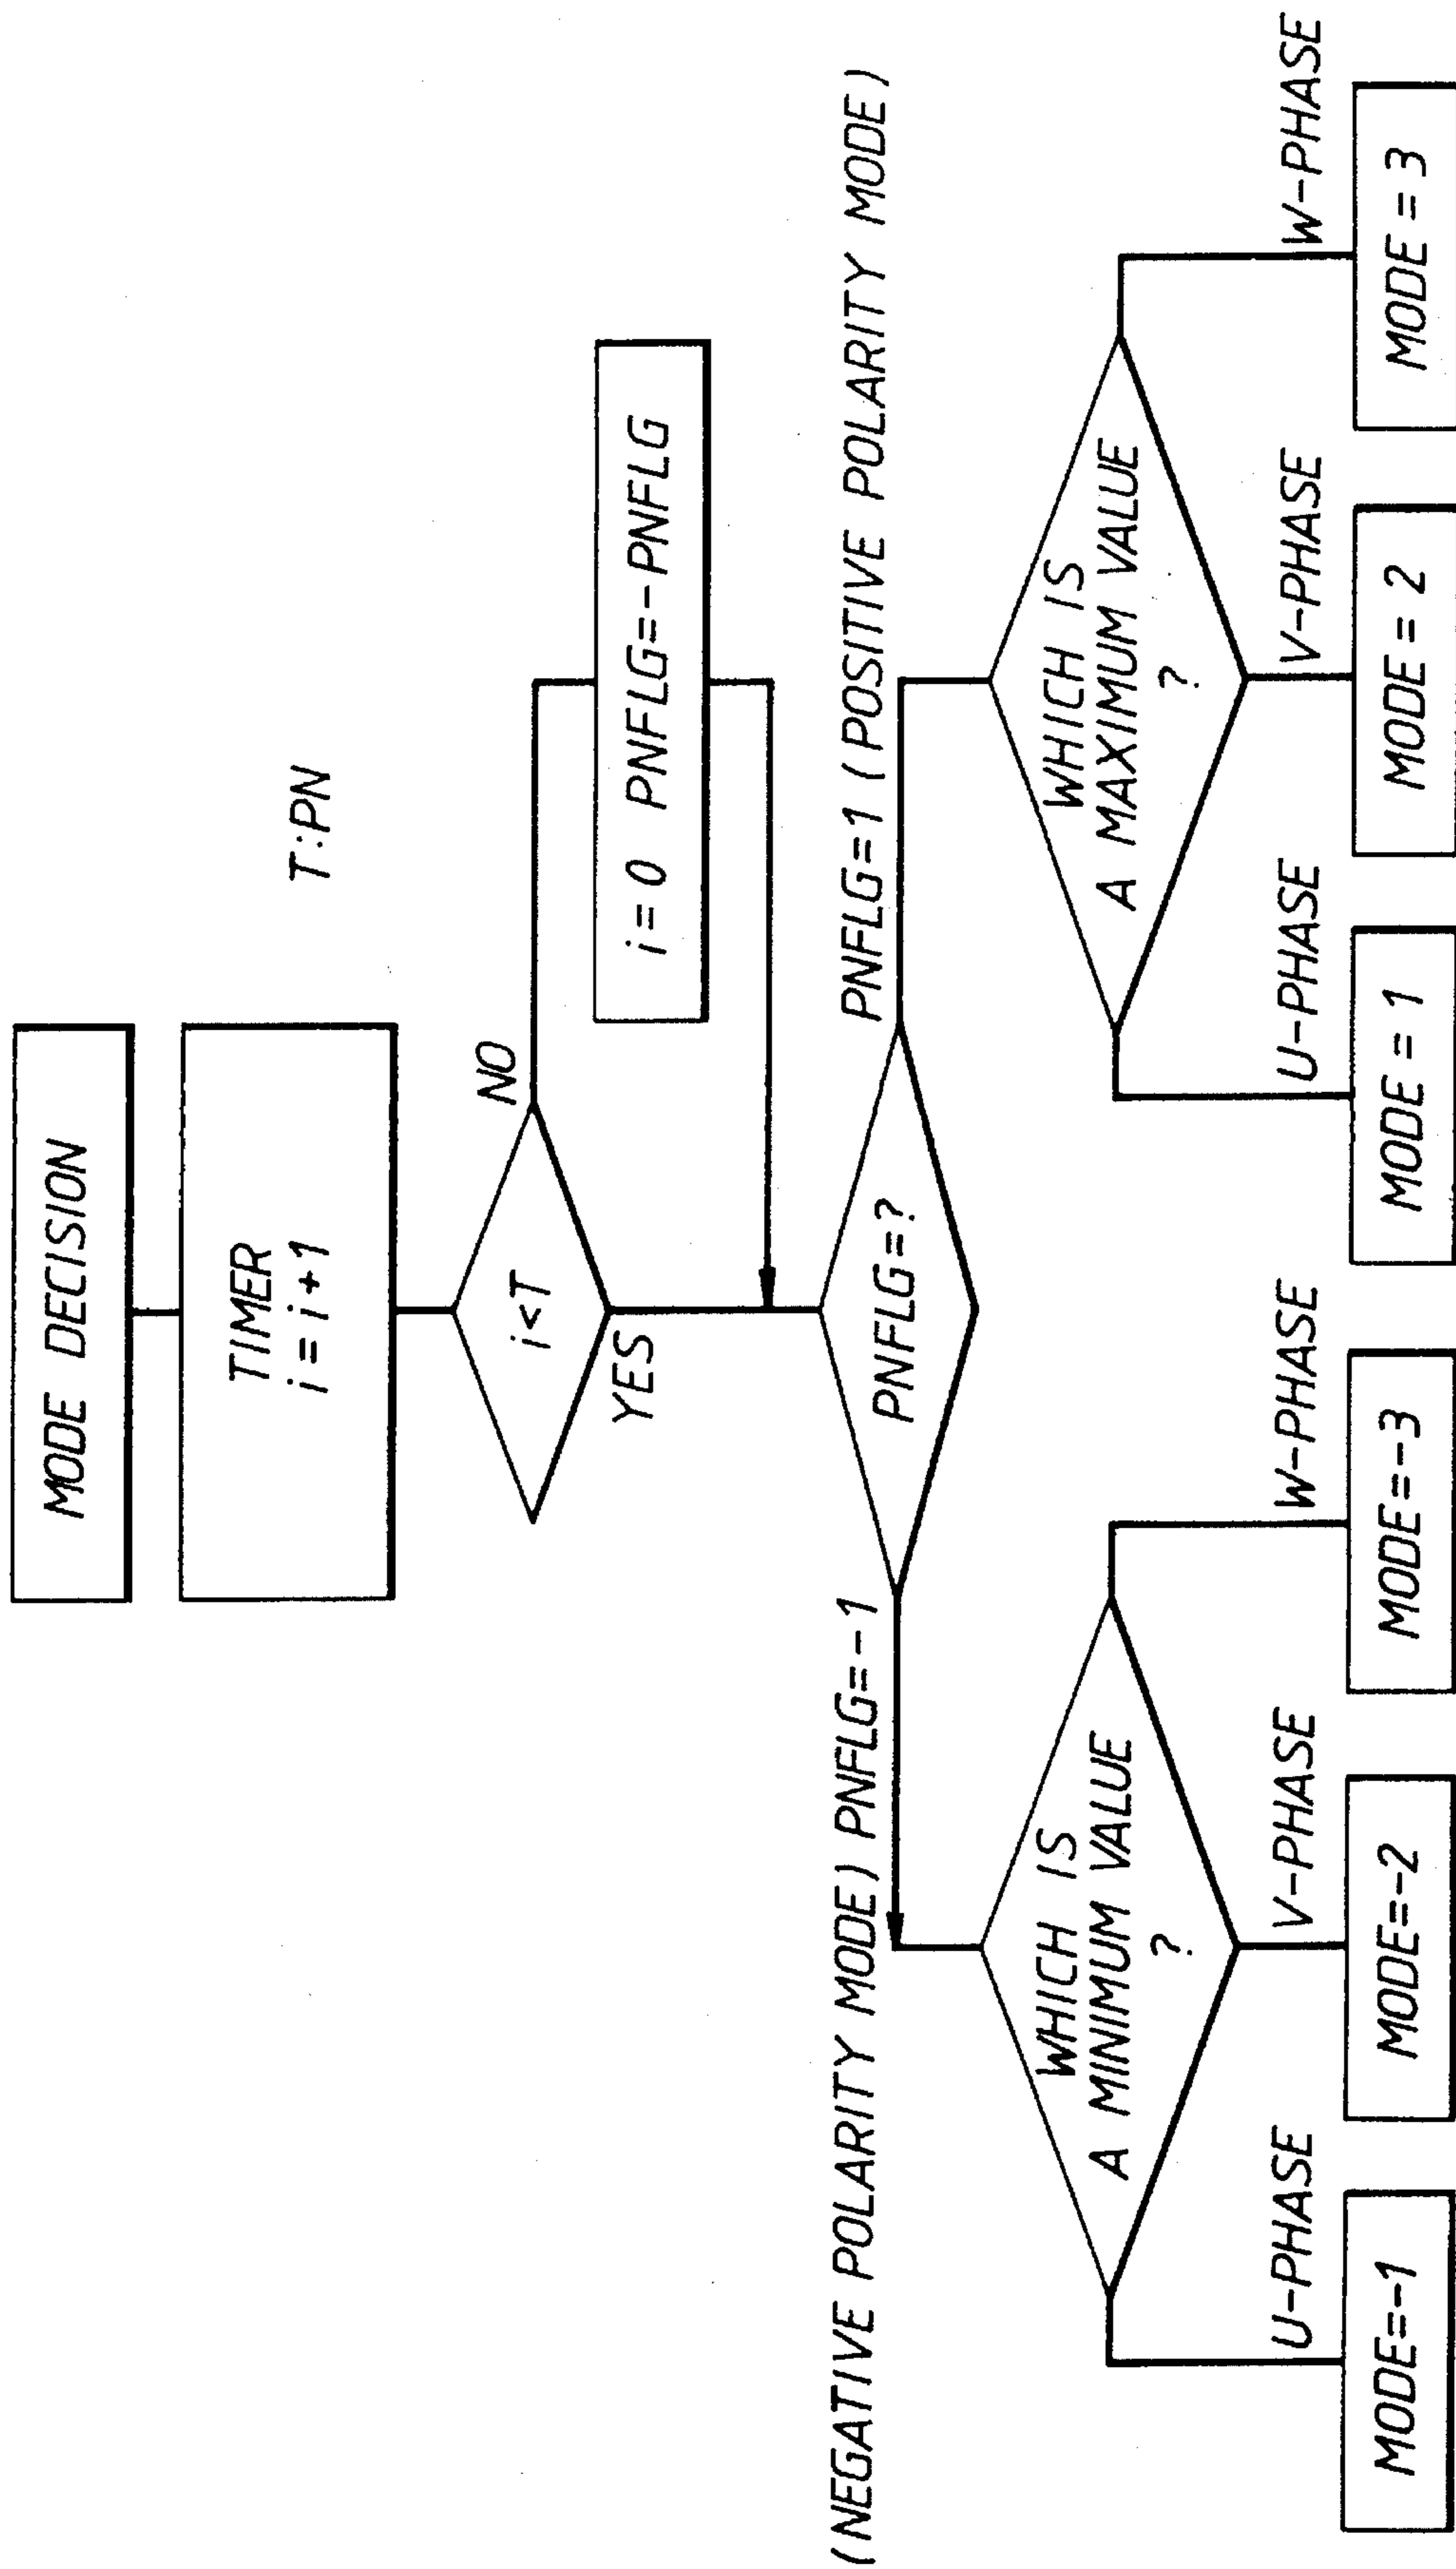 MODE DECISION
TIMER
i = i + 1
T:PN
i<T
NO
YES
i = 0 PNFLG=-PNFLG
PNFLG=?
(NEGATIVE POLARITY MODE) PNFLG=-1
PNFLG=1 (POSITIVE POLARITY MODE)
WHICH IS
A MINIMUM VALUE
?
WHICH IS
A MAXIMUM VALUE
?
U-PHASE
V-PHASE
W-PHASE
U-PHASE
V-PHASE
W-PHASE
MODE=-1
MODE=-2
MODE=-3
MODE = 1
MODE = 2
MODE = 3